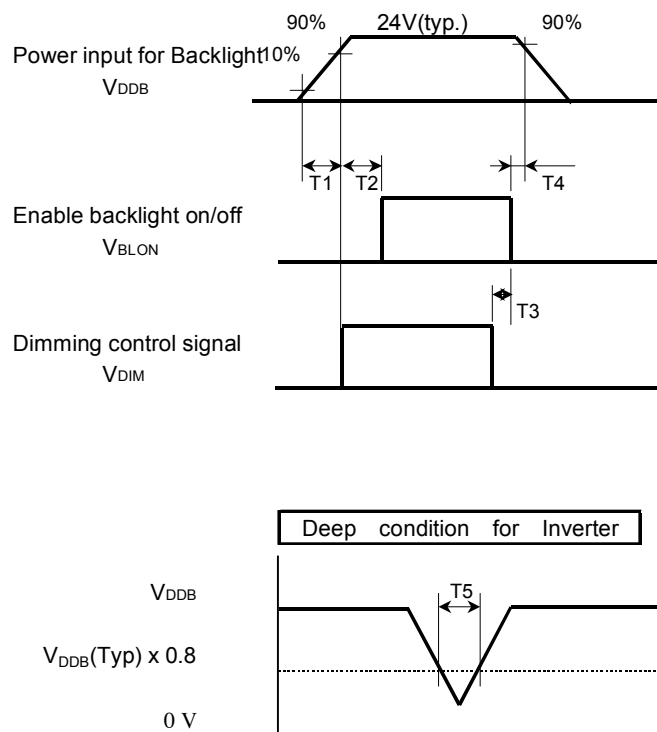 90% 24V(typ.) 90%
Power input for Backlight 10%
VDDB
T1 T2 T4
Enable backlight on/off
VBLON
T3
Dimming control signal
VDIM
Deep condition for Inverter
VDDB T5
VDDB(Typ) x 0.8
0 V